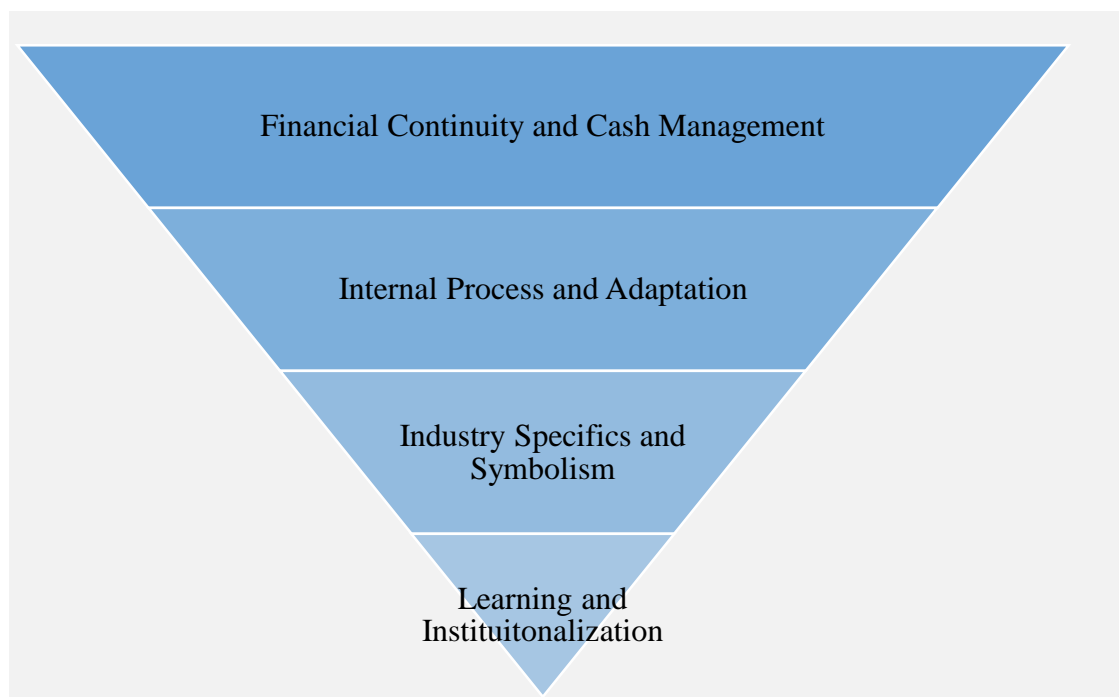 Financial Continuity and Cash Management
Internal Process and Adaptation
Industry Specifics and
Symbolism
Learning and
Instituitonalization